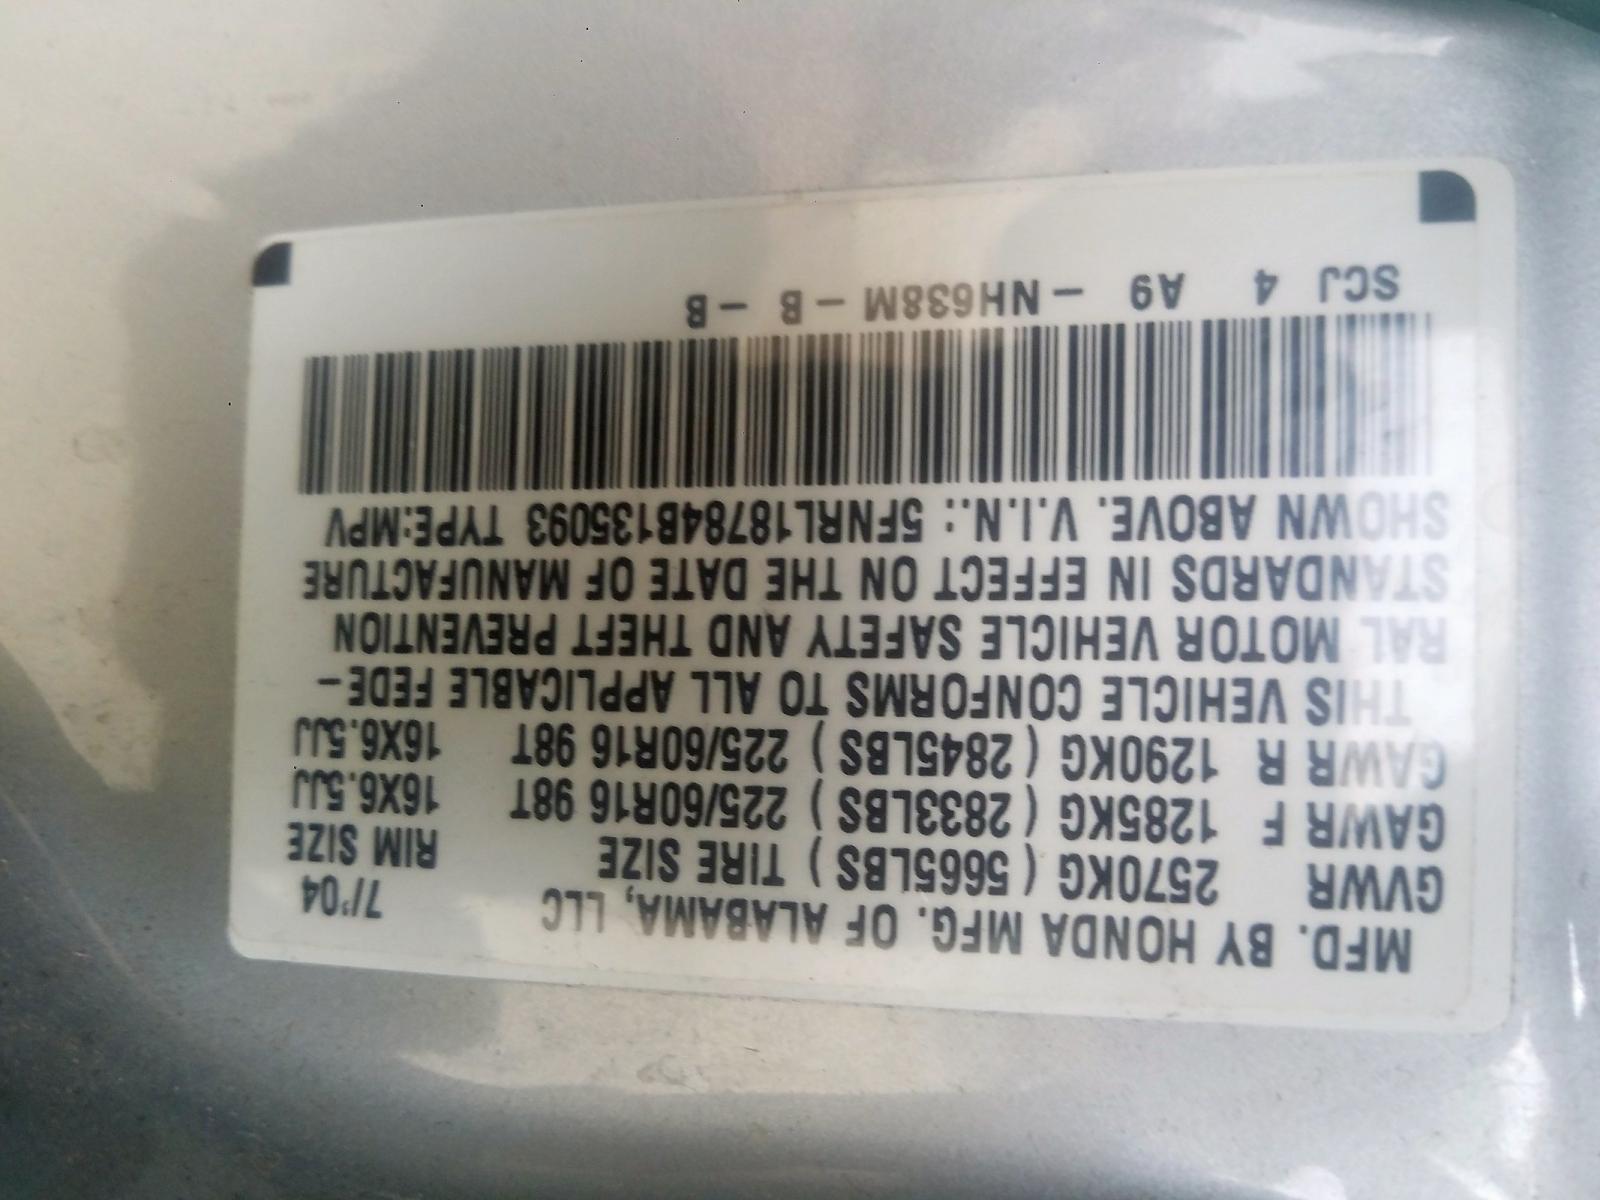 MFD. BY HONDA MFG. OF ALABAMA, LLC 7/'04
GVWR 2570KG ( 5665LBS ) TIRE SIZE RIM SIZE
GAWR F 1285KG ( 2833LBS ) 225/60R16 98T 16X6.5JJ
GAWR R 1290KG ( 2845LBS ) 225/60R16 98T 16X6.5JJ
THIS VEHICLE CONFORMS TO ALL APPLICABLE FEDE-
RAL MOTOR VEHICLE SAFETY AND THEFT PREVENTION
STANDARDS IN EFFECT ON THE DATE OF MANUFACTURE
SHOWN ABOVE. V.I.N.: 5FNRL18784B135093 TYPE:MPV
SCJ 4 A9 - NH638M - B - B